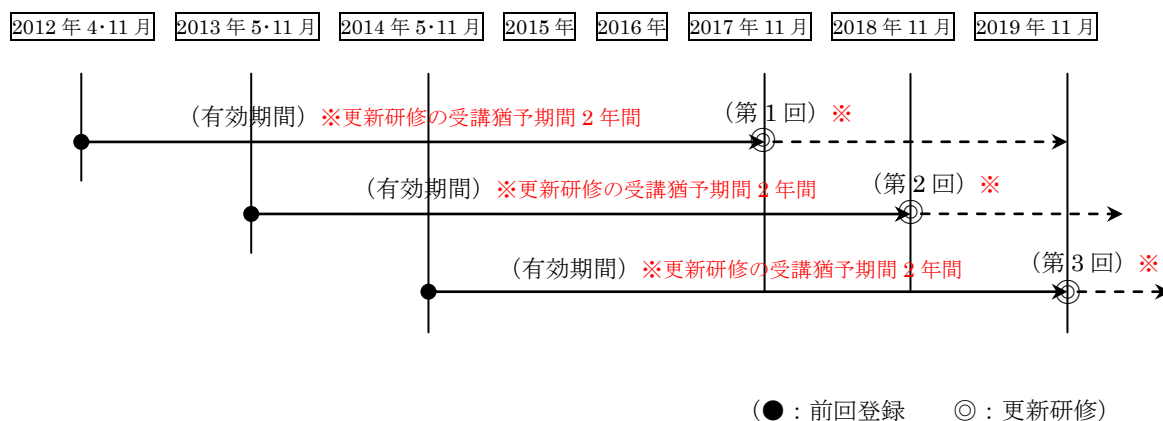 2012年4･11月 2013年5･11月 2014年5･11月 2015年 2016年 2017年11月 2018年11月 2019年11月
（有効期間）※更新研修の受講猶予期間2年間 （第1回）※
（有効期間）※更新研修の受講猶予期間2年間 （第2回）※
（有効期間）※更新研修の受講猶予期間2年間 （第3回）※
（●：前回登録 ◎：更新研修）